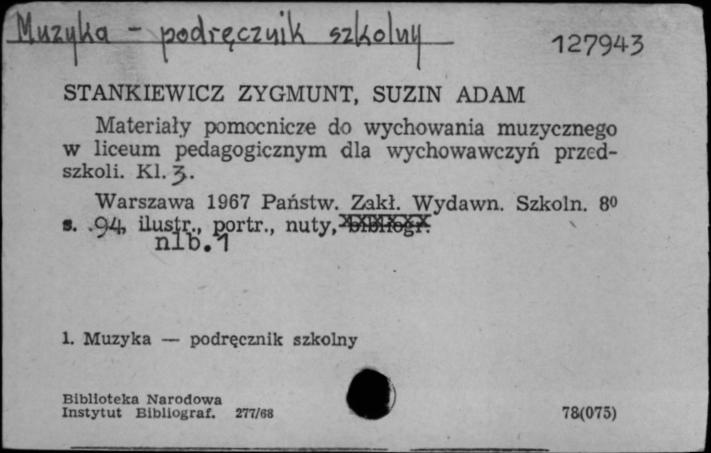 Muzyka - podręcznik szkolny
127943
STANKIEWICZ ZYGMUNT, SUZIN ADAM
Materiały pomocnicze do wychowania muzycznego
w liceum pedagogicznym dla wychowawczyń przed-
szkoli. Kl. 3.
Warszawa 1967 Państw. Zakł. Wydawn. Szkoln. 8⁰
s. 94, ilustr., portr., nuty, bibliogr.
nlb. 1
1. Muzyka — podręcznik szkolny
Biblioteka Narodowa
Instytut Bibliograf. 277/68
78(075)